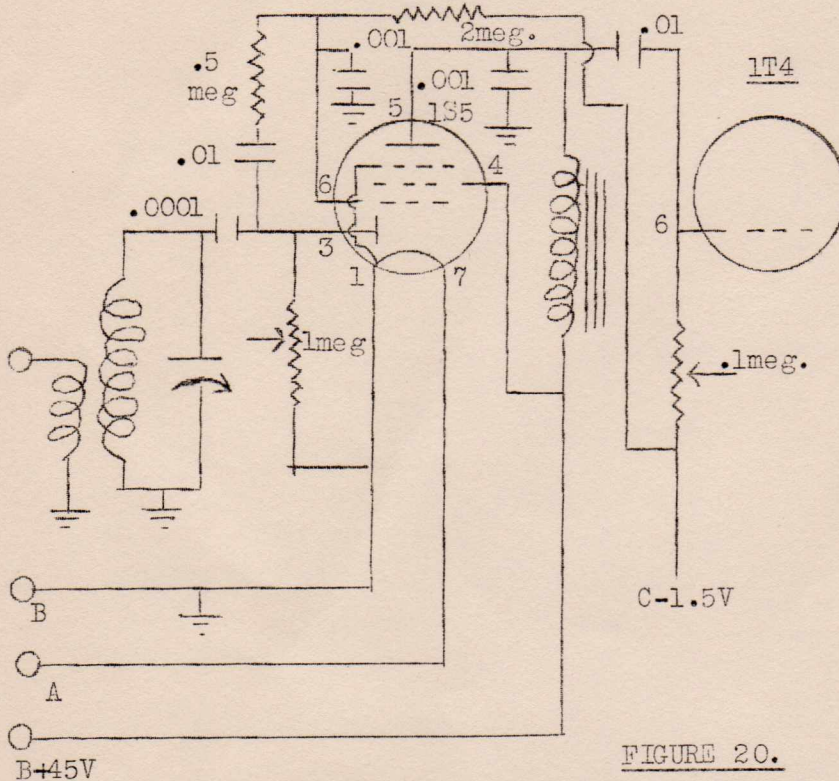 .01
.001
2meg.
.5
meg
1T4
.001
5
1S5
.01
4
6
.0001
3
6
1
7
1meg
.1meg.
B
C-1.5V
A
B+45V
FIGURE 20.